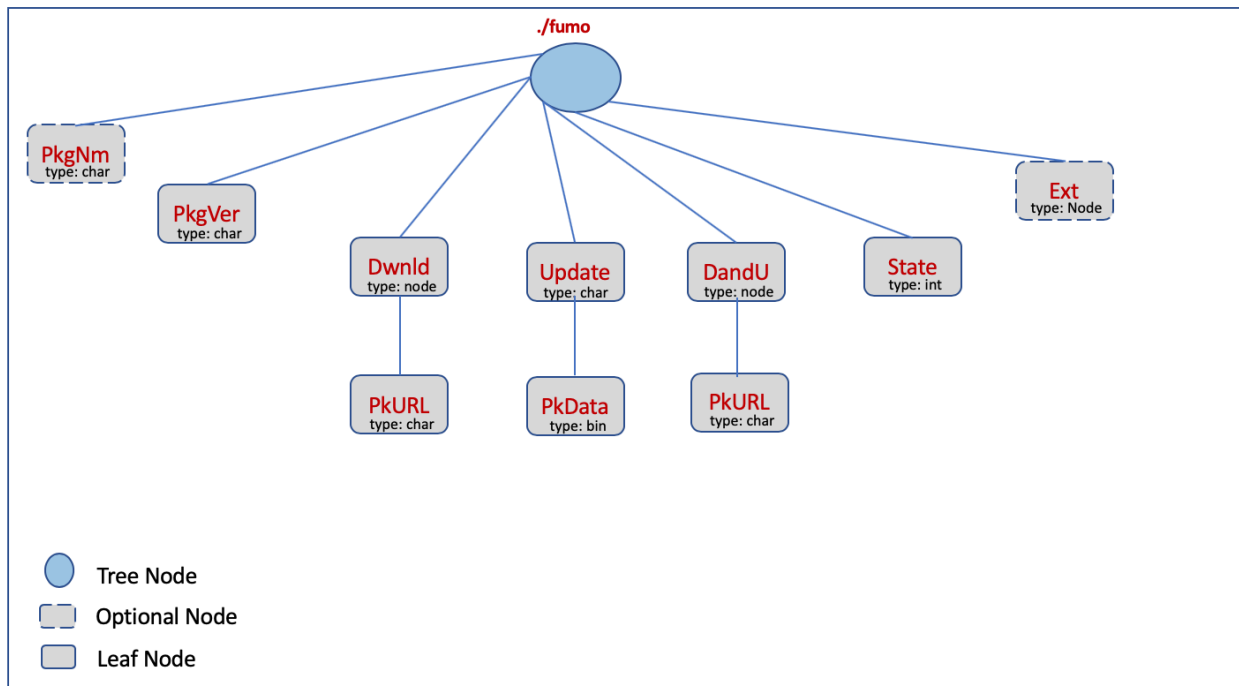 ./fumo
PkgNm
type: char
PkgVer
type: char
Ext
type: Node
Dwnld
type: node
Update
type: char
DandU
type: node
State
type: int
PkURL
type: char
PkData
type: bin
PkURL
type: char
Tree Node
Optional Node
Leaf Node